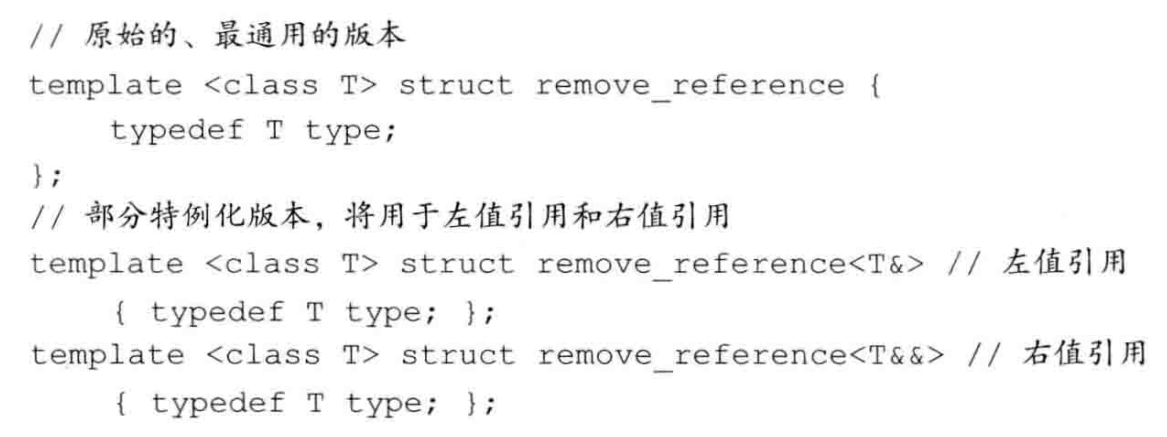 // 原始的、最通用的版本
template <class T> struct remove_reference {
    typedef T type;
};
// 部分特例化版本，将用于左值引用和右值引用
template <class T> struct remove_reference<T&> // 左值引用
    { typedef T type; };
template <class T> struct remove_reference<T&&> // 右值引用
    { typedef T type; };